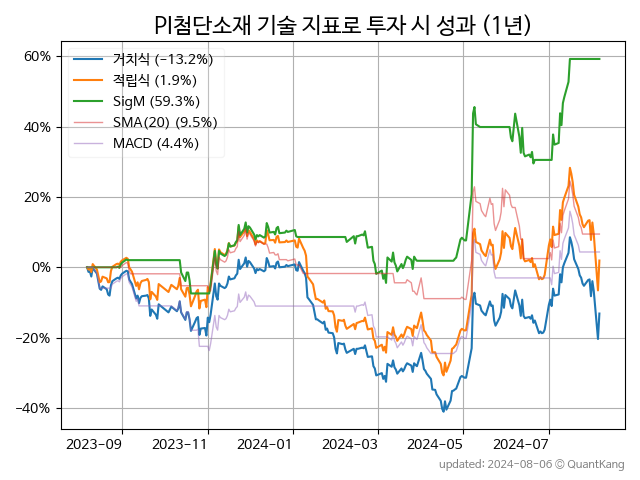 PI첨단소재 기술 지표로 투자 시 성과 (1년)
60%
40%
20%
0%
−20%
−40%
거치식 (−13.2%)
적립식 (1.9%)
SigM (59.3%)
SMA(20) (9.5%)
MACD (4.4%)
2023-09
2023-11
2024-01
2024-03
2024-05
2024-07
updated: 2024-08-06 © QuantKang